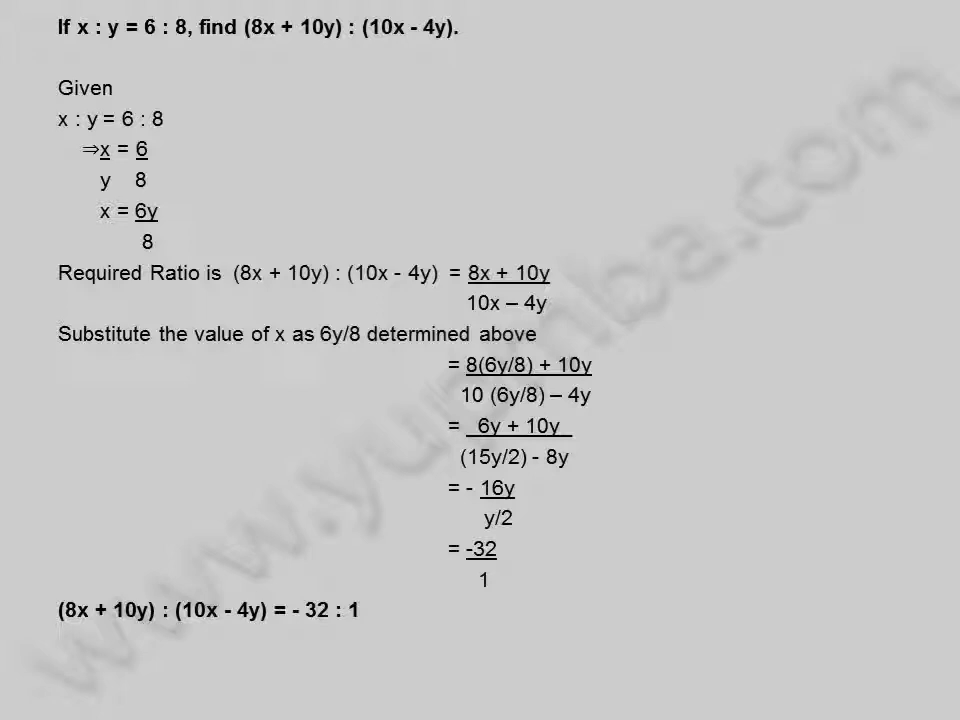 If x : y = 6 : 8, find (8x + 10y) : (10x - 4y).
Given
x : y = 6 : 8
⇒x = 6
y 8
x = 6y
8
Required Ratio is (8x + 10y) : (10x - 4y) = 8x + 10y
10x – 4y
Substitute the value of x as 6y/8 determined above
= 8(6y/8) + 10y
10 (6y/8) – 4y
= 6y + 10y
(15y/2) - 8y
= - 16y
y/2
= -32
1
(8x + 10y) : (10x - 4y) = - 32 : 1